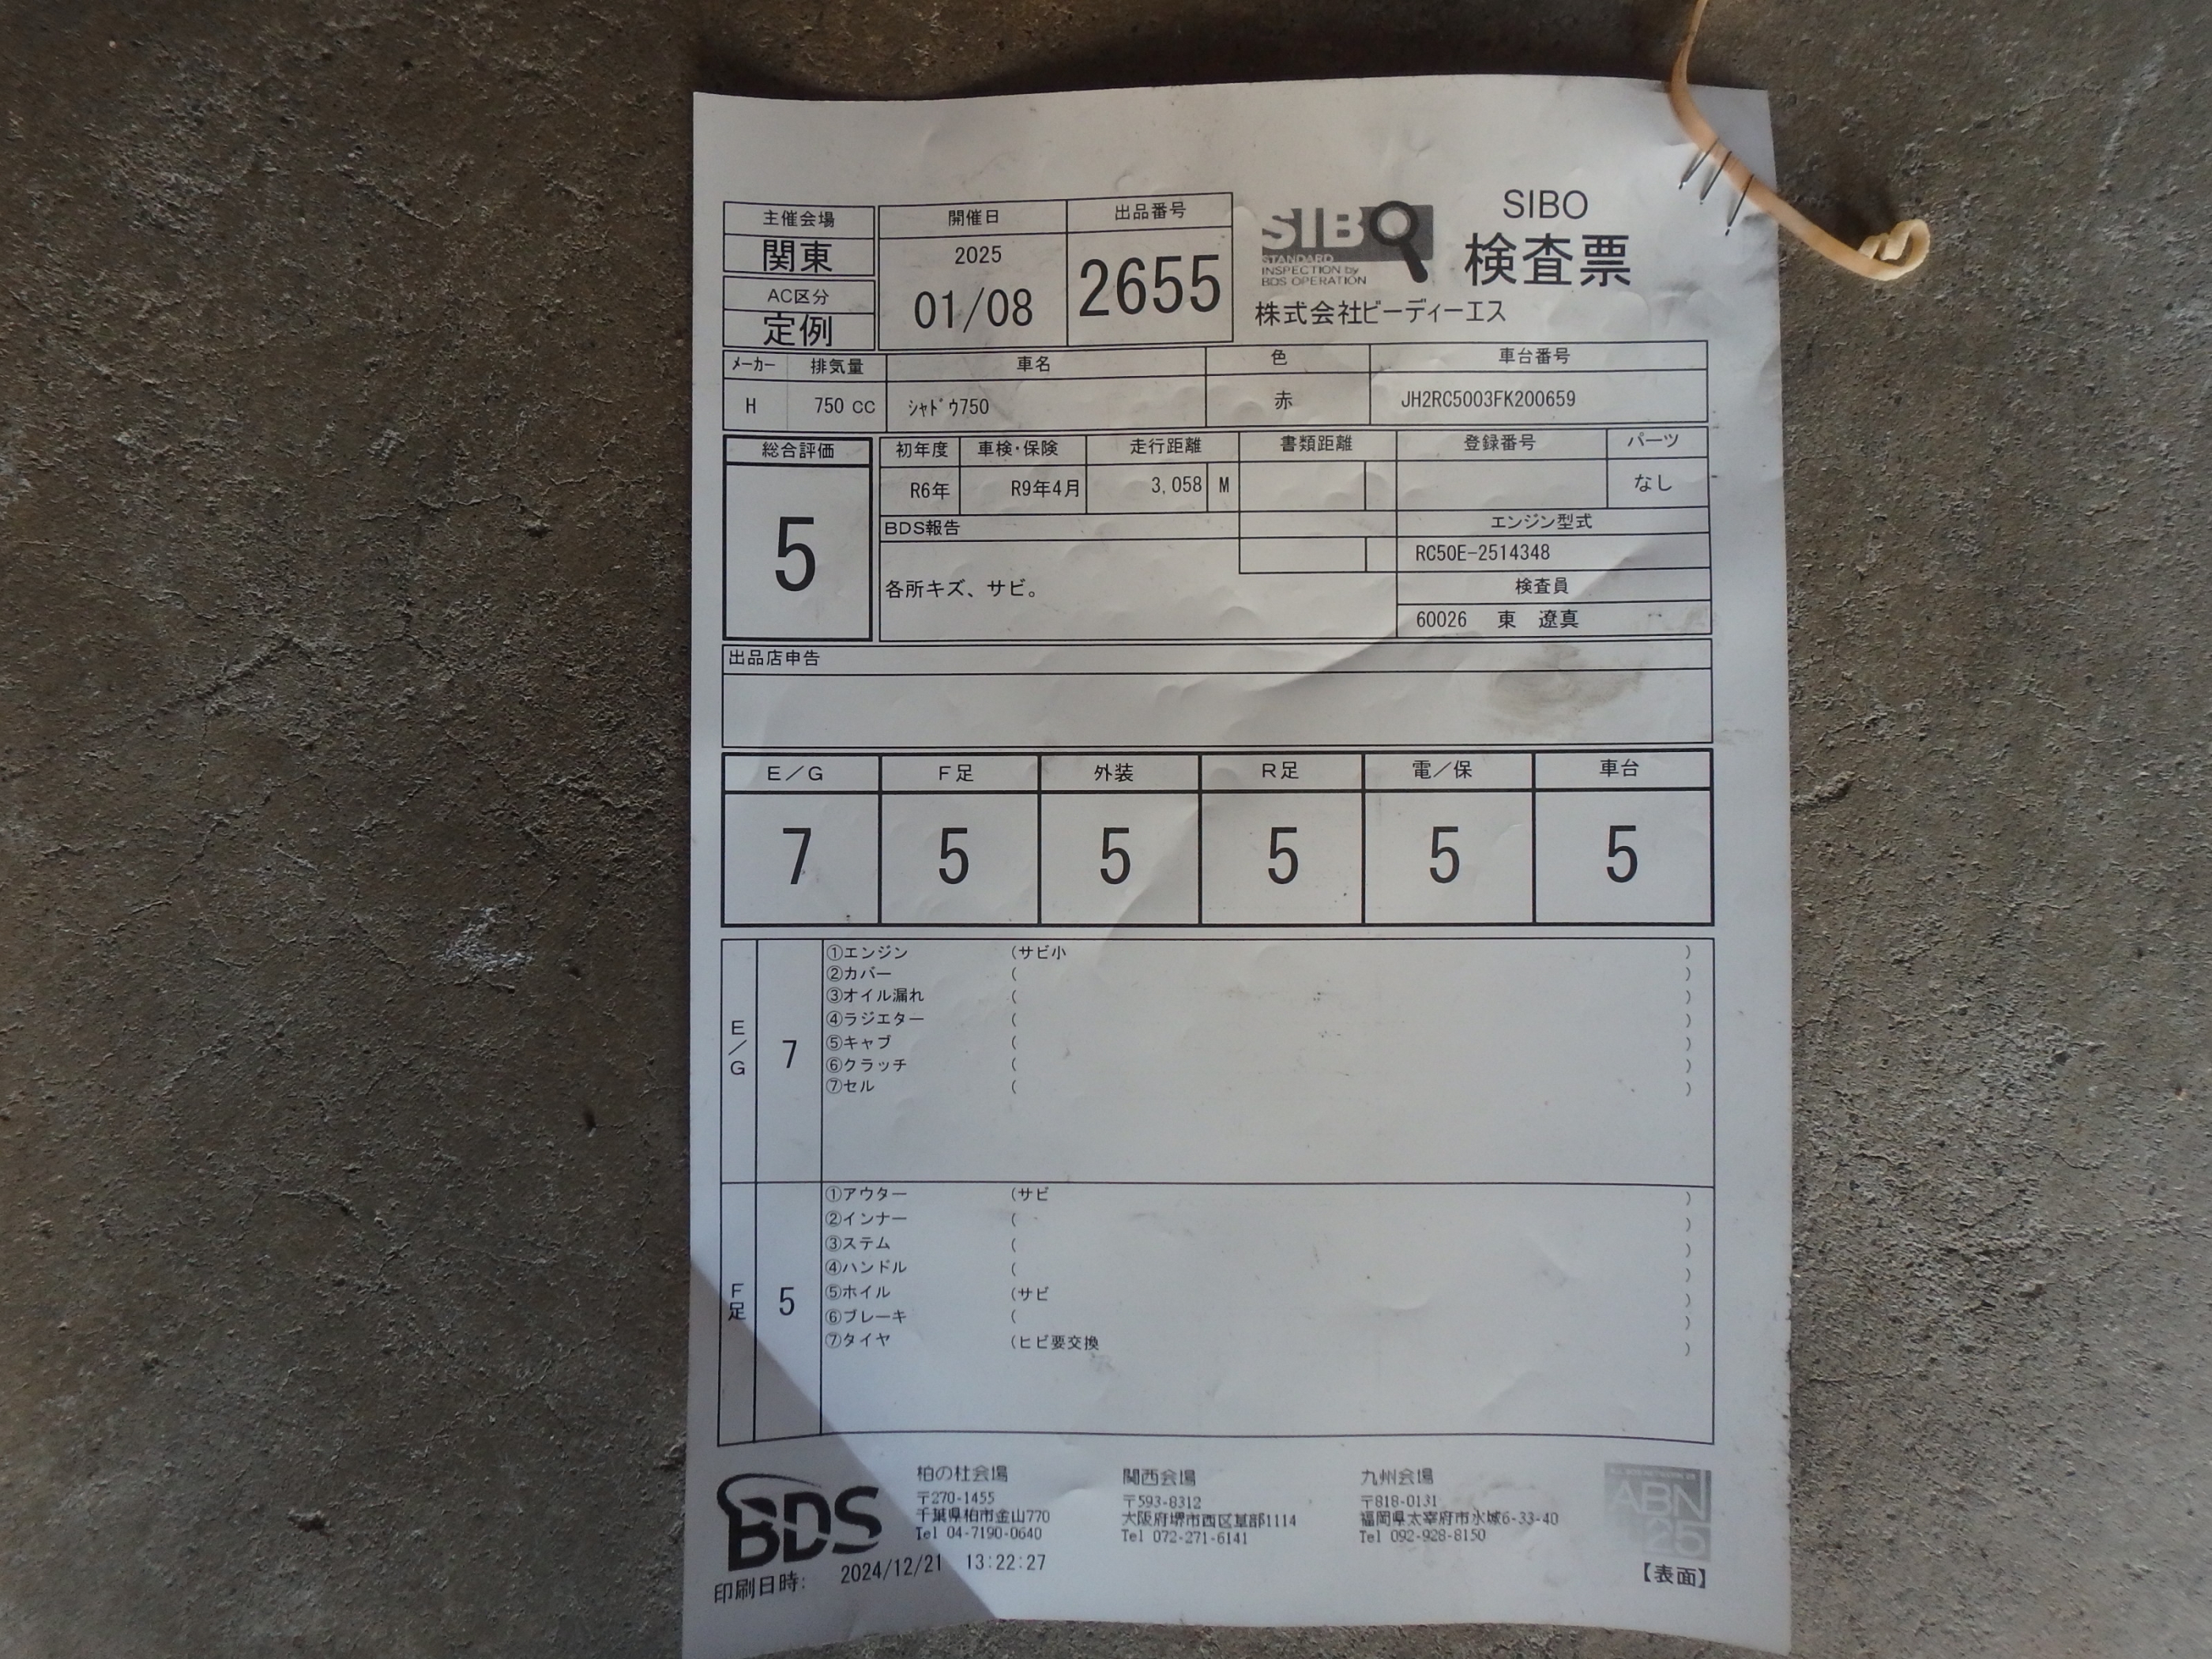 主催会場
関東
AC区分
定例
開催日
2025
01/08
出品番号
2655
SIBO
STANDARD
INSPECTION by
BDS OPERATION
SIBO
検査票
株式会社ビーディーエス
ﾒｰｶｰ 排気量 車名 色 車台番号
H 750 CC ｼｬﾄﾞｳ750 赤 JH2RC5003FK200659
総合評価
5
初年度 車検・保険 走行距離 書類距離 登録番号 パーツ
R6年 R9年4月 3,058 M なし
BDS報告
各所キズ、サビ。
エンジン型式
RC50E-2514348
検査員
60026 東 遼真
出品店申告
E/G F足 外装 R足 電/保 車台
7 5 5 5 5 5
E/G 7
①エンジン (サビ小 )
②カバー ( )
③オイル漏れ ( )
④ラジエター ( )
⑤キャブ ( )
⑥クラッチ ( )
⑦セル ( )
F足 5
①アウター (サビ )
②インナー ( )
③ステム ( )
④ハンドル ( )
⑤ホイル (サビ )
⑥ブレーキ ( )
⑦タイヤ (ヒビ要交換 )
BDS
柏の杜会場
〒270-1455
千葉県柏市金山770
Tel 04-7190-0640
関西会場
〒593-8312
大阪府堺市西区草部1114
Tel 072-271-6141
九州会場
〒818-0131
福岡県太宰府市水城6-33-40
Tel 092-928-8150
ABN
25
印刷日時: 2024/12/21 13:22:27
【表面】